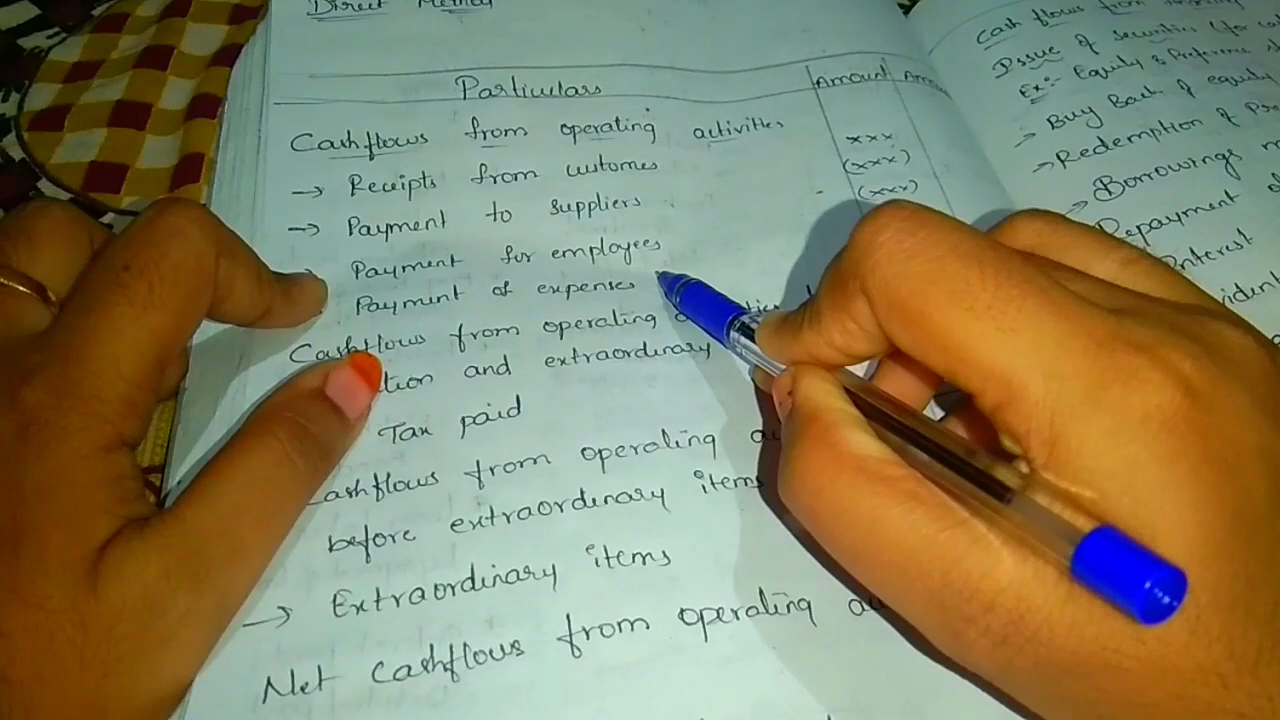 Direct Method
Particulars Amount
Cashflows from operating activities
→ Receipts from customes xxx
→ Payment to suppliers (xxx)
Payment for employees (xxx)
Payment of expenses
Cashflows from operating
and extraordinary
Tax paid
cashflows from operating
before extraordinary items
→ Extraordinary items
Net cashflows from operating
Cash flows from
Issue of securities
Ex:- Equity & Preference
→ Buy Back of equity
→ Redemption of
→ Borrowings
Repayment of
Interest